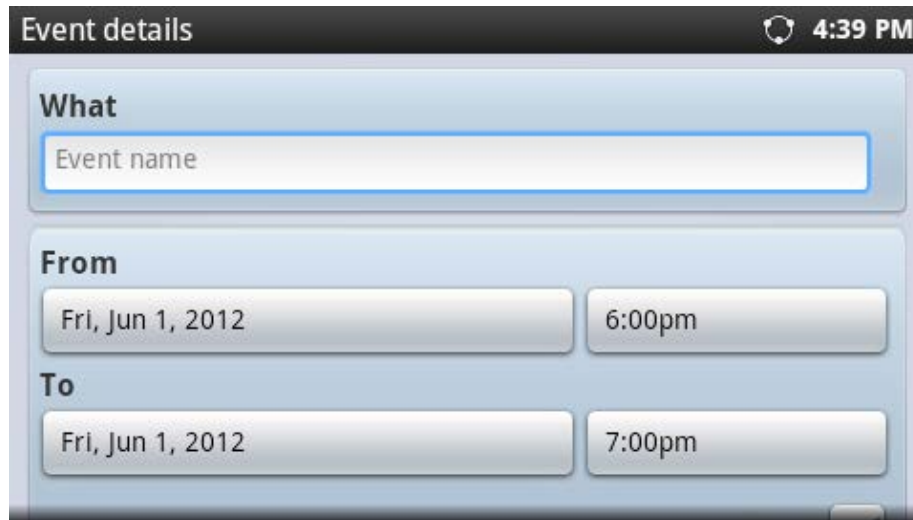 Event details 4:39 PM
What
Event name
From
Fri, Jun 1, 2012 6:00pm
To
Fri, Jun 1, 2012 7:00pm